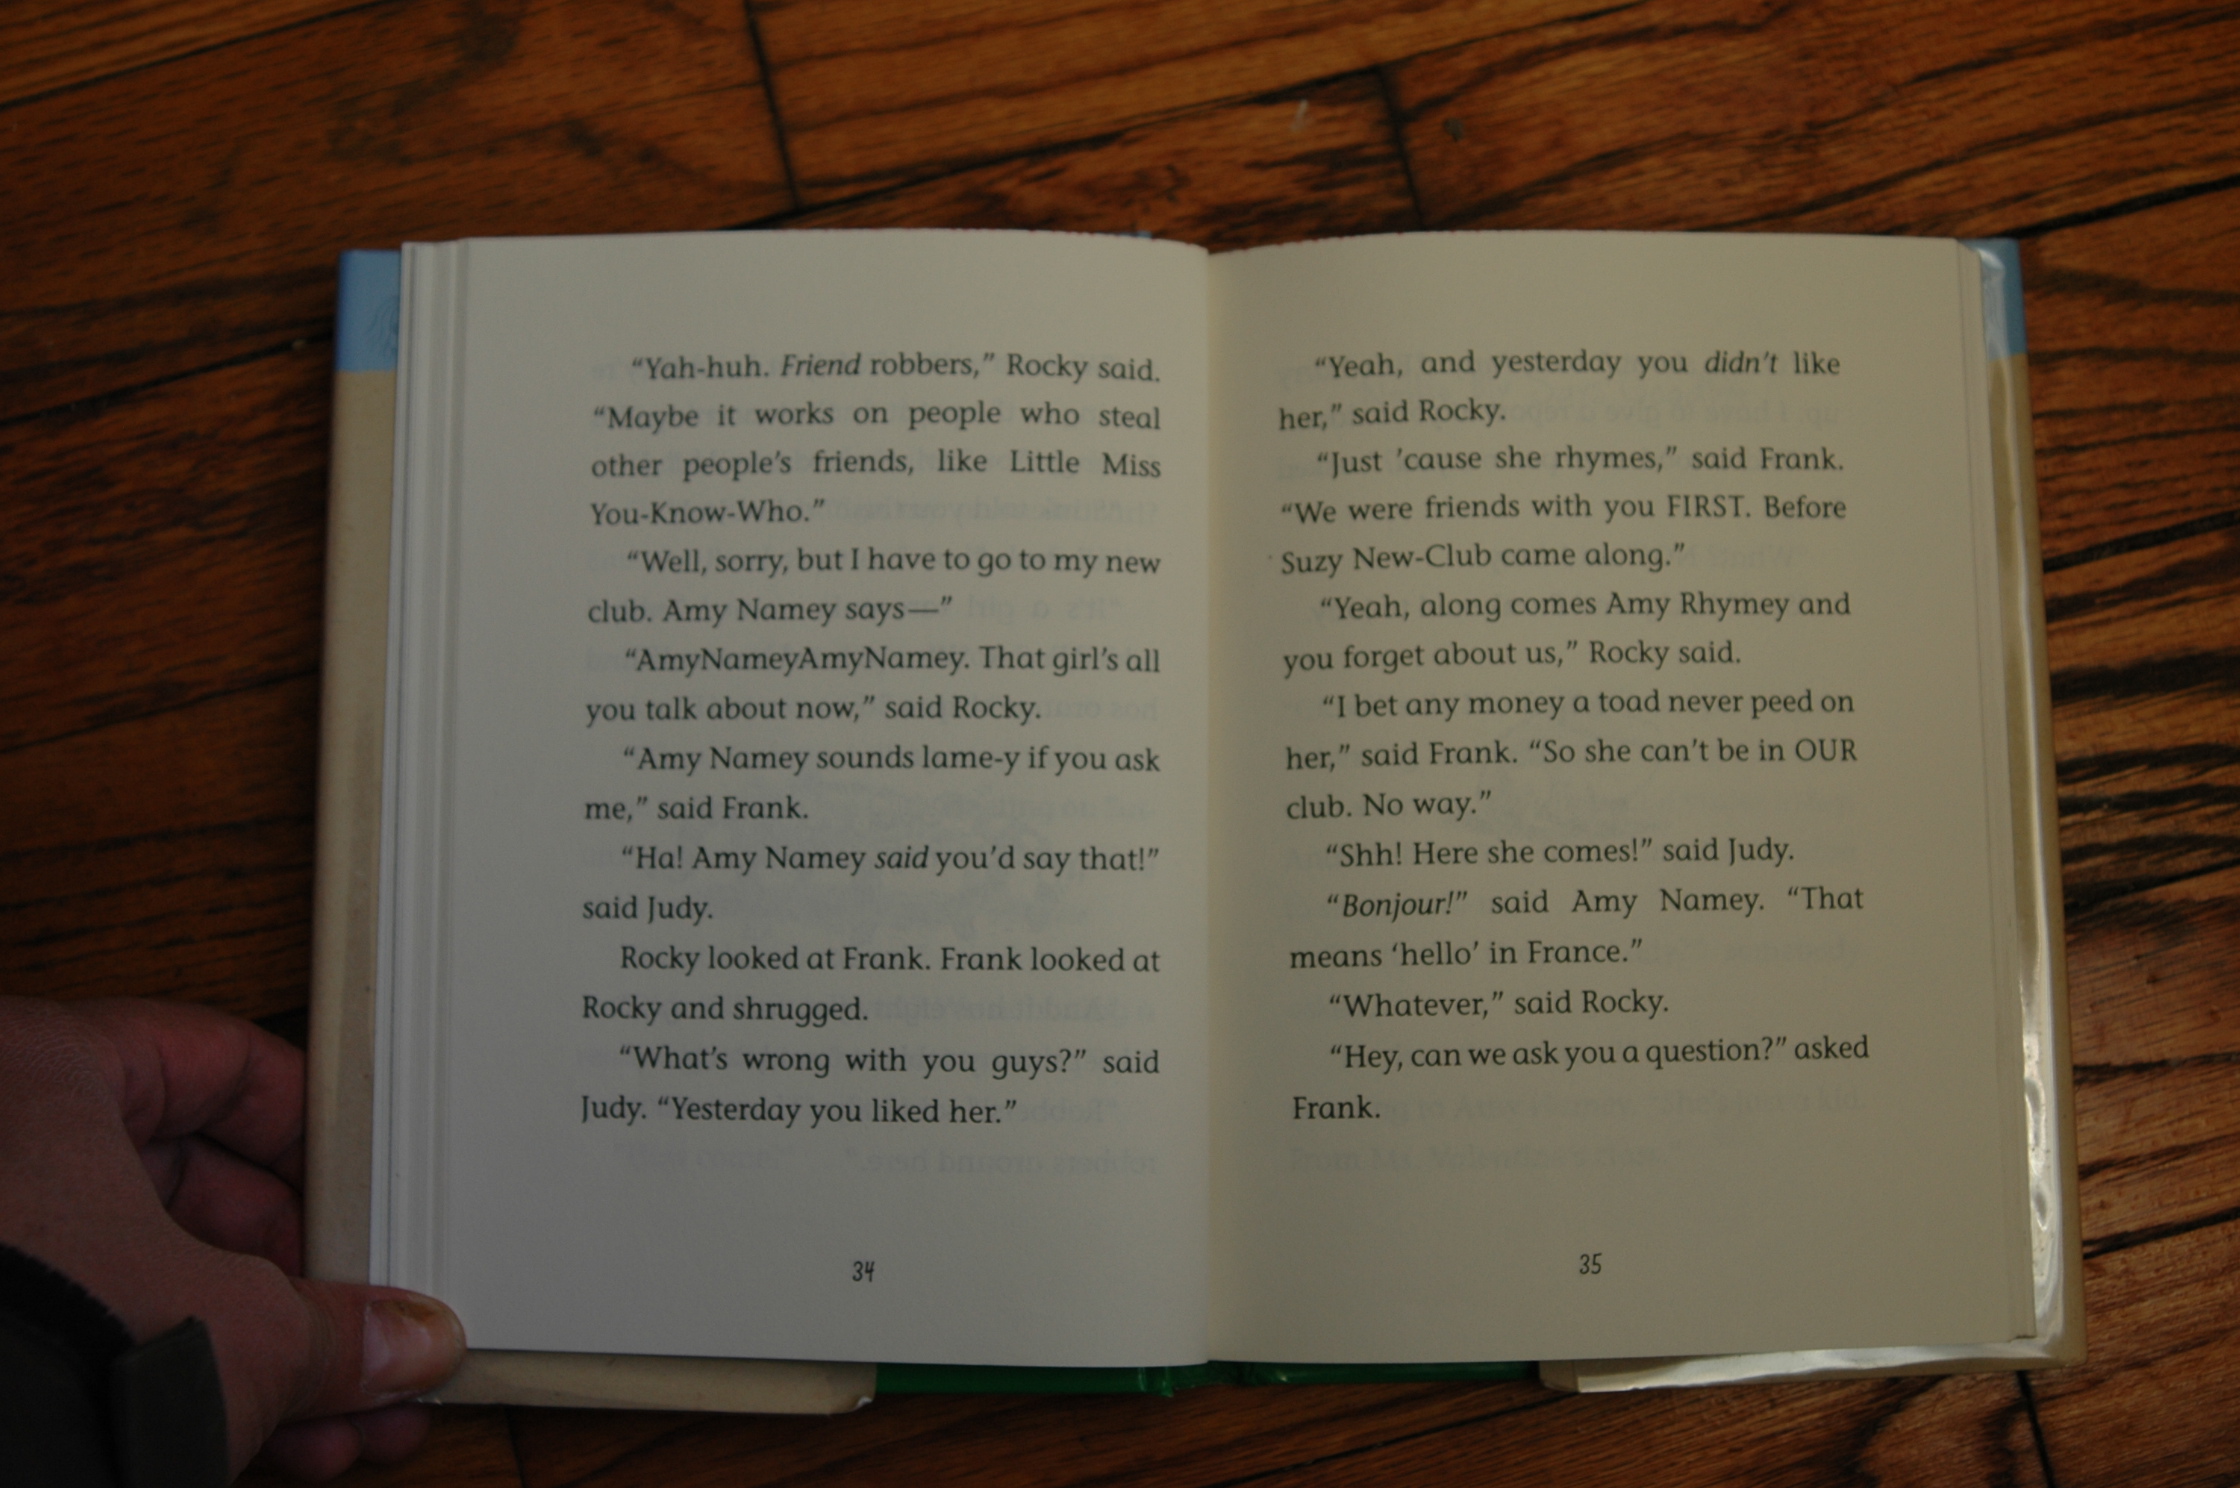 “Yah-huh. Friend robbers,” Rocky said.
“Maybe it works on people who steal
other people’s friends, like Little Miss
You-Know-Who.”
“Well, sorry, but I have to go to my new
club. Amy Namey says—”
“AmyNameyAmyNamey. That girl’s all
you talk about now,” said Rocky.
“Amy Namey sounds lame-y if you ask
me,” said Frank.
“Ha! Amy Namey said you’d say that!”
said Judy.
Rocky looked at Frank. Frank looked at
Rocky and shrugged.
“What’s wrong with you guys?” said
Judy. “Yesterday you liked her.”
34
“Yeah, and yesterday you didn’t like
her,” said Rocky.
“Just ’cause she rhymes,” said Frank.
“We were friends with you FIRST. Before
Suzy New-Club came along.”
“Yeah, along comes Amy Rhymey and
you forget about us,” Rocky said.
“I bet any money a toad never peed on
her,” said Frank. “So she can’t be in OUR
club. No way.”
“Shh! Here she comes!” said Judy.
“Bonjour!” said Amy Namey. “That
means ‘hello’ in France.”
“Whatever,” said Rocky.
“Hey, can we ask you a question?” asked
Frank.
35